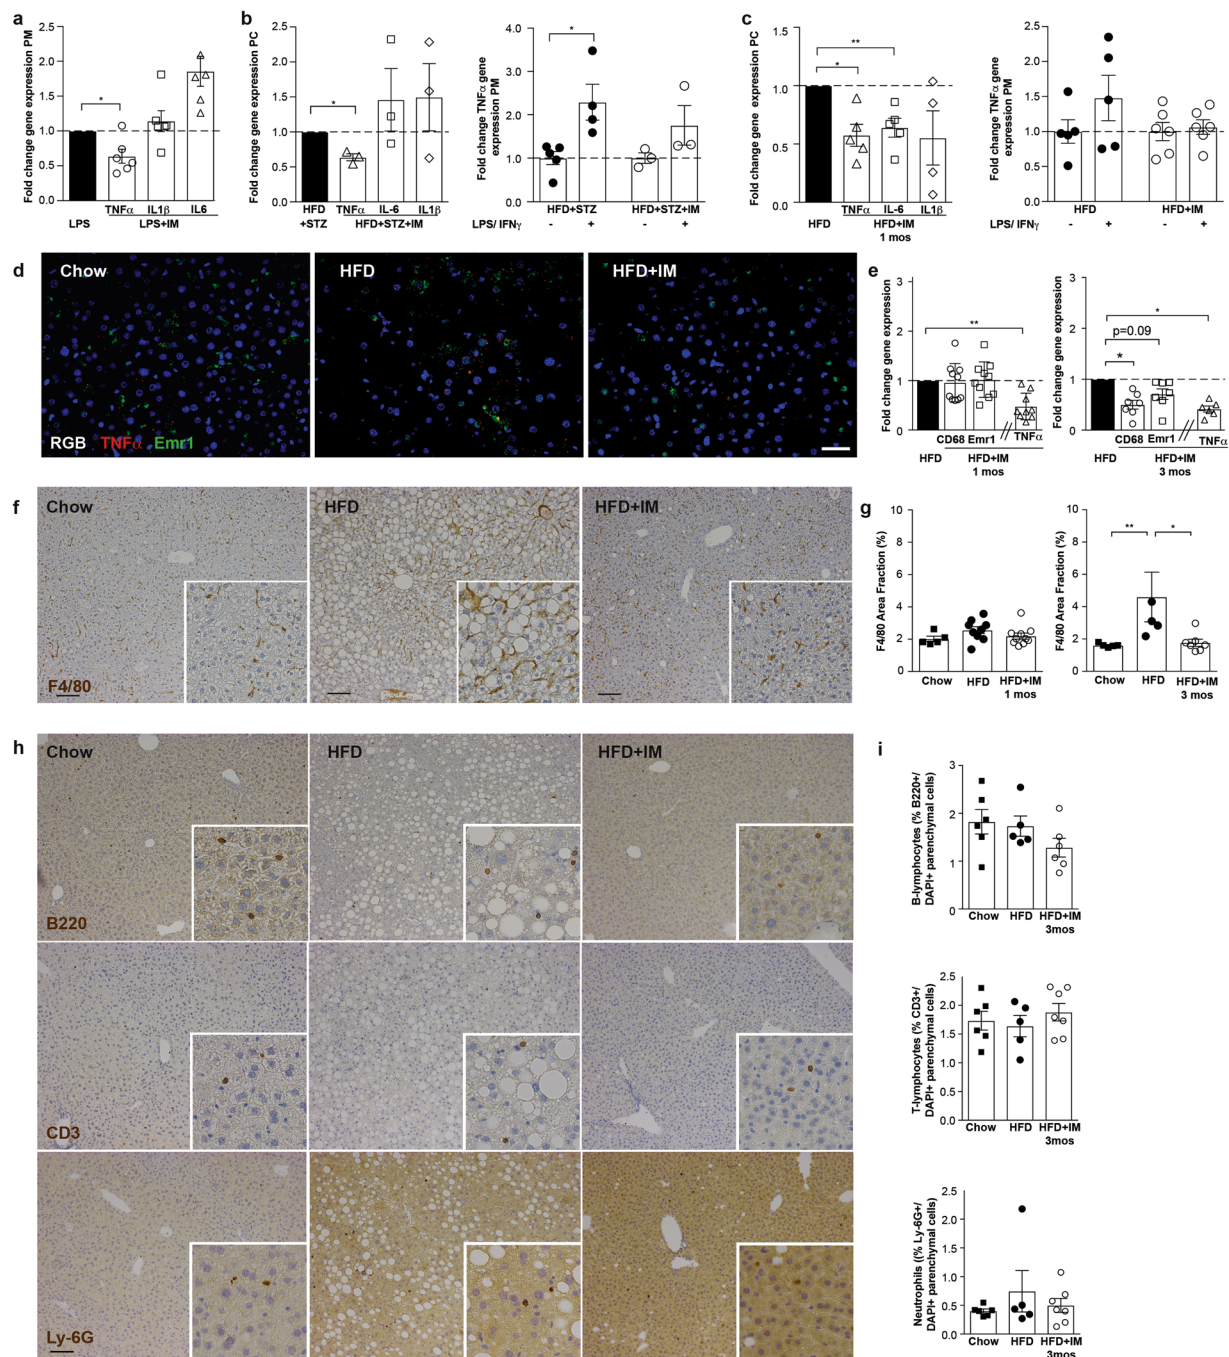 a
Fold change gene expression PM
2.5
2.0
1.5
1.0
0.5
0.0
*
TNFα IL1β IL6
LPS LPS+IM
b
Fold change gene expression PC
2.5
2.0
1.5
1.0
0.5
0.0
*
HFD +STZ
TNFα IL-6 IL1β
HFD+STZ+IM
Fold change TNFα gene expression PM
4.0
3.0
2.0
1.0
0.0
*
HFD+STZ HFD+STZ+IM
LPS/ IFNγ - + - +
c
Fold change gene expression PC
1.5
1.0
0.5
0.0
**
*
TNFα IL-6 IL1β
HFD HFD+IM
1 mos
Fold change TNFα gene expression PM
2.5
2.0
1.5
1.0
0.5
0.0
HFD HFD+IM
LPS/ IFNγ - + - +
d
Chow HFD HFD+IM
RGB TNFα Emr1
e
Fold change gene expression
3
2
1
0
**
CD68 Emr1 // TNFα
HFD HFD+IM
1 mos
Fold change gene expression
3
2
1
0
*
p=0.09
*
CD68 Emr1 // TNFα
HFD HFD+IM
3 mos
f
Chow HFD HFD+IM
F4/80
g
F4/80 Area Fraction (%)
10
8
6
4
2
0
Chow HFD HFD+IM
1 mos
F4/80 Area Fraction (%)
10
8
6
4
2
0
** *
Chow HFD HFD+IM
3 mos
h
Chow HFD HFD+IM
B220
CD3
Ly-6G
i
B-lymphocytes (% B220+/
DAPI+ parenchymal cells)
3
2
1
0
Chow HFD HFD+IM
3mos
T-lymphocytes (% CD3+/
DAPI+ parenchymal cells)
2.5
2.0
1.5
1.0
0.5
0.0
Chow HFD HFD+IM
3mos
Neutrophils ((% Ly-6G+/
DAPI+ parenchymal cells)
2.5
2.0
1.5
1.0
0.5
0.0
Chow HFD HFD+IM
3mos